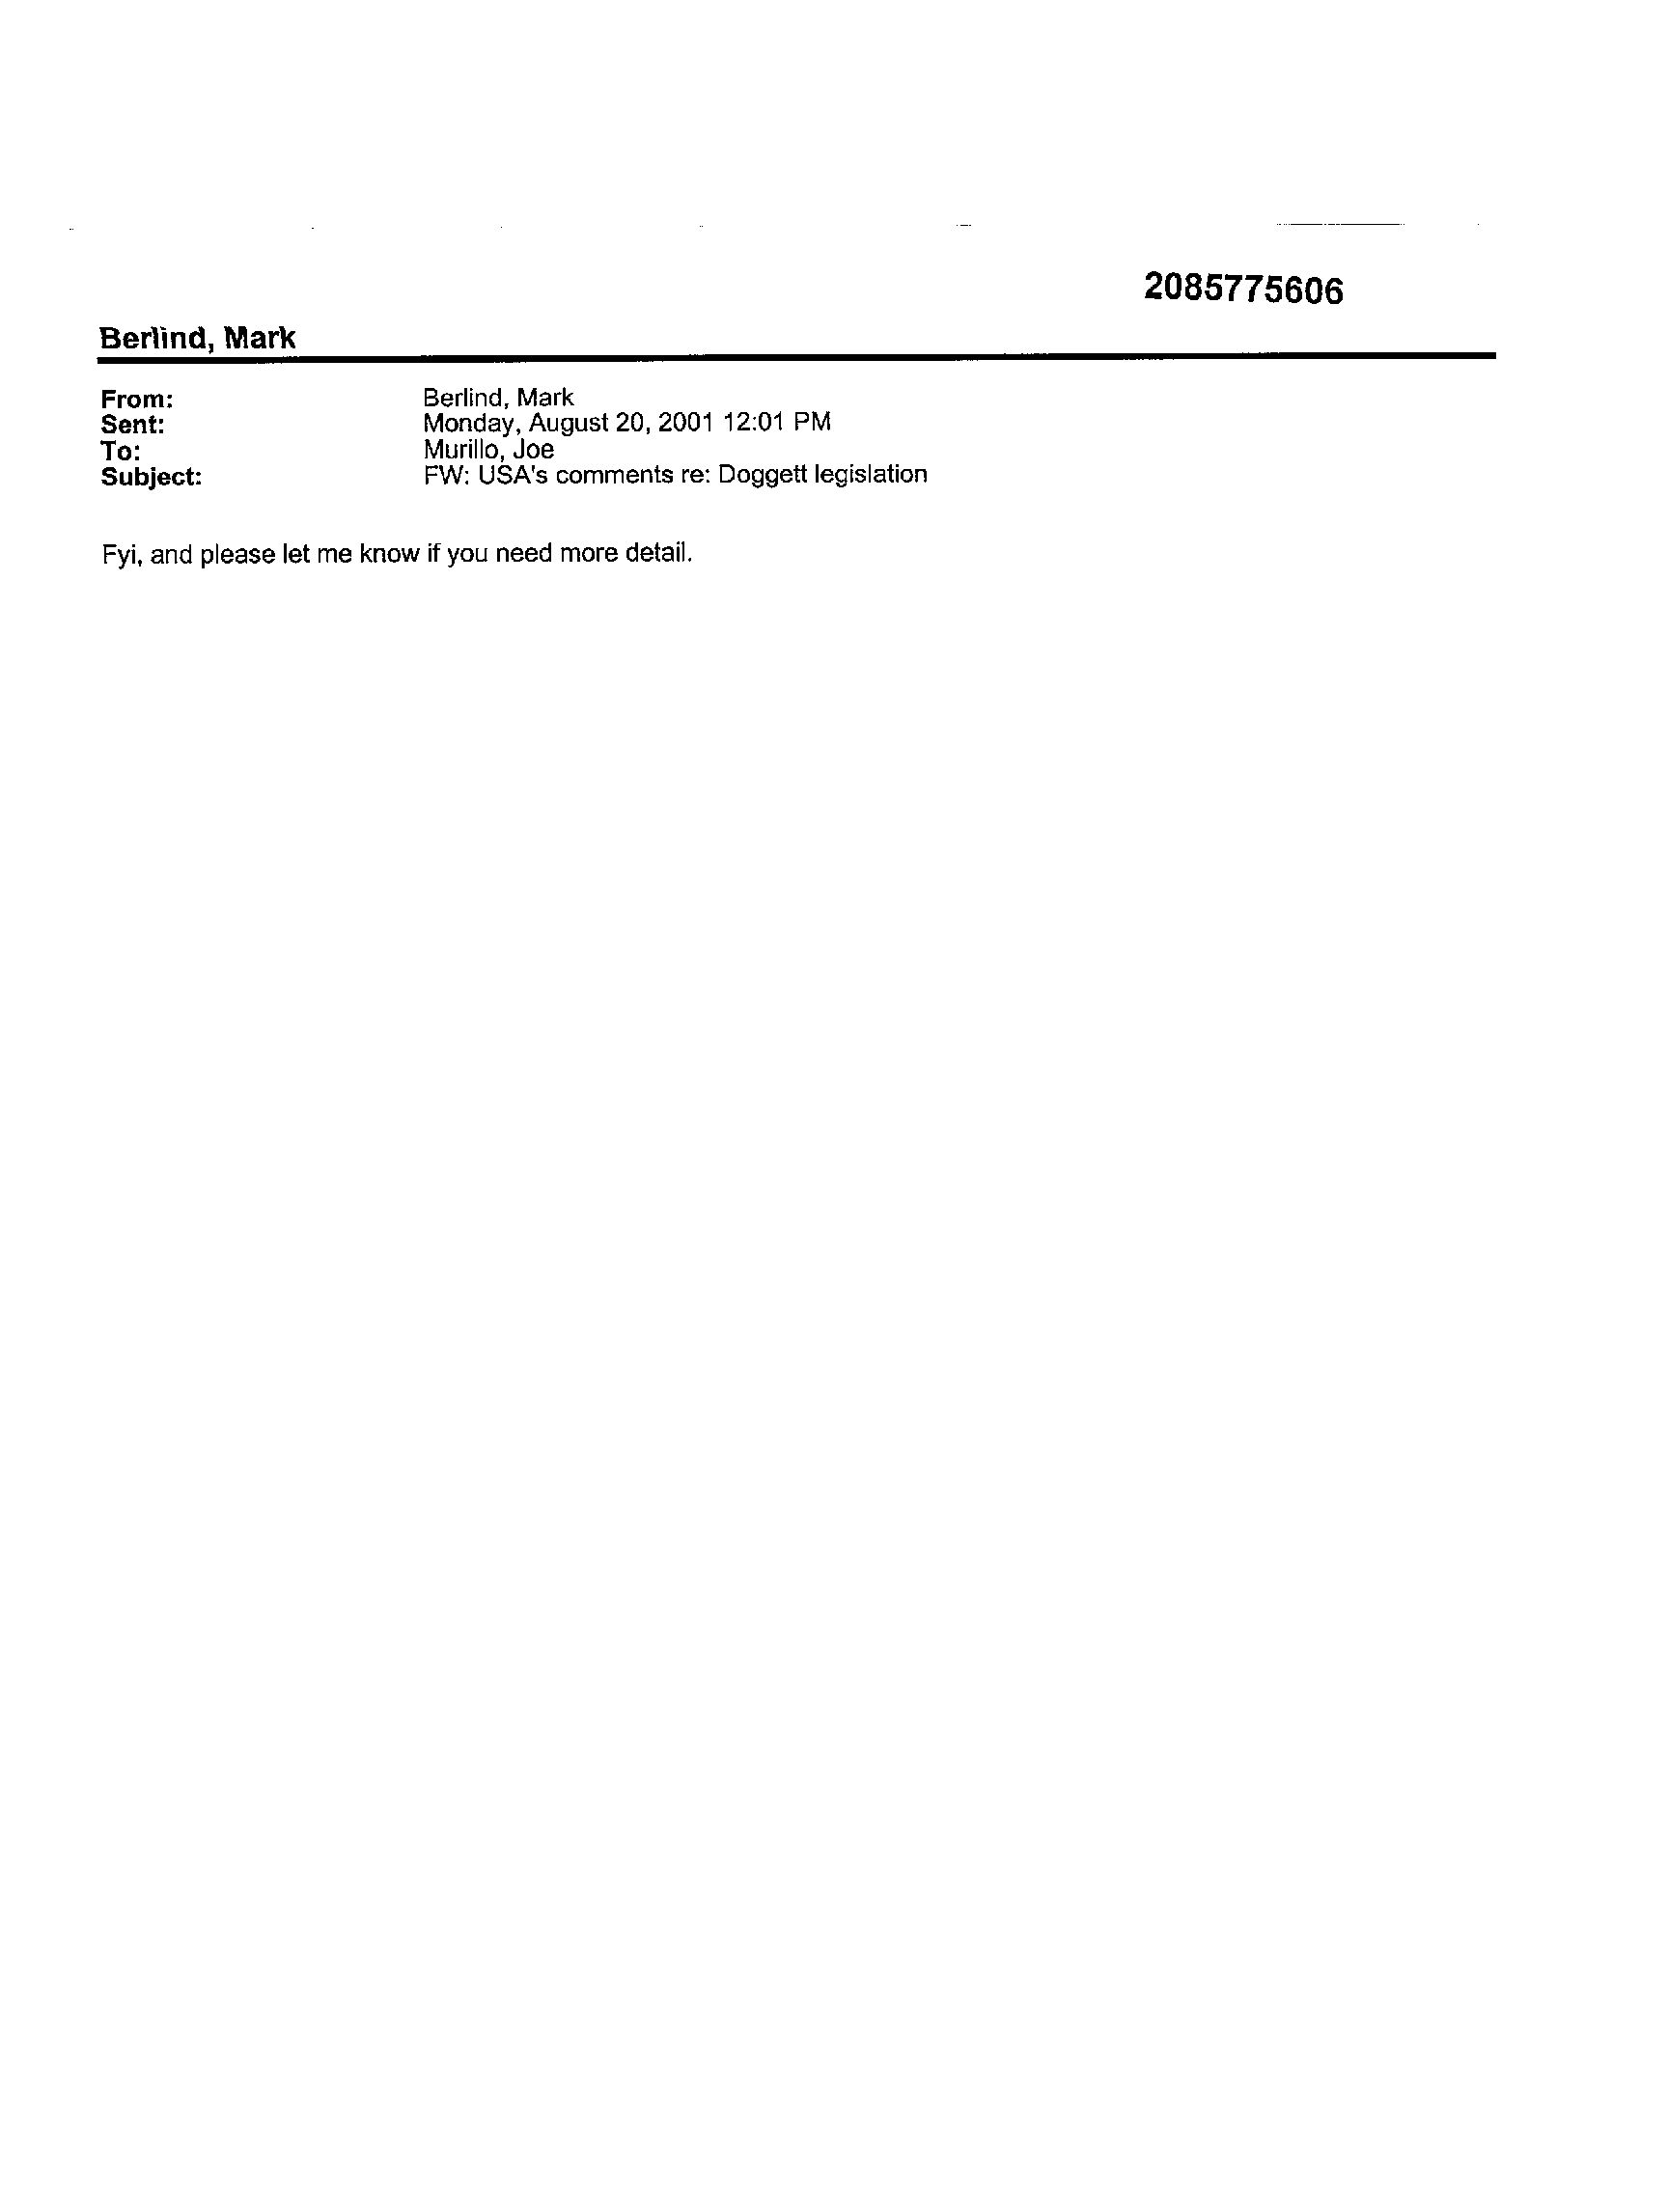 2085775606
Berlind, Mark
From: Berlind, Mark
Sent: Monday, August 20, 2001 12:01 PM
To: Murillo, Joe
Subject: FW: USA's comments re: Doggett legislation
Fyi, and please let me know if you need more detail.